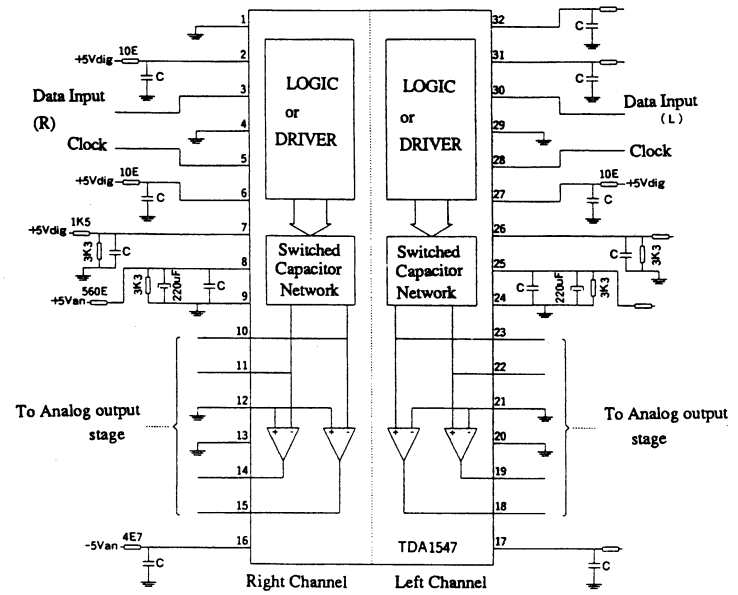 1
32
C
10E
+5Vdig
2
31
C
C
LOGIC
or
DRIVER
LOGIC
or
DRIVER
Data Input
(R)
3
30
Data Input
(L)
4
29
Clock
5
28
Clock
10E
+5Vdig
6
27
10E
+5Vdig
C
C
+5Vdig
1K5
7
26
3K3
C
C
3K3
Switched
Capacitor
Network
Switched
Capacitor
Network
8
25
+5Van
560E
3K3
220uF
C
9
24
C
220uF
3K3
10
23
11
22
12
21
To Analog output
stage
To Analog output
stage
+ -
+ -
- +
- +
13
20
14
19
15
18
-5Van
4E7
16
TDA1547
17
C
C
Right Channel
Left Channel